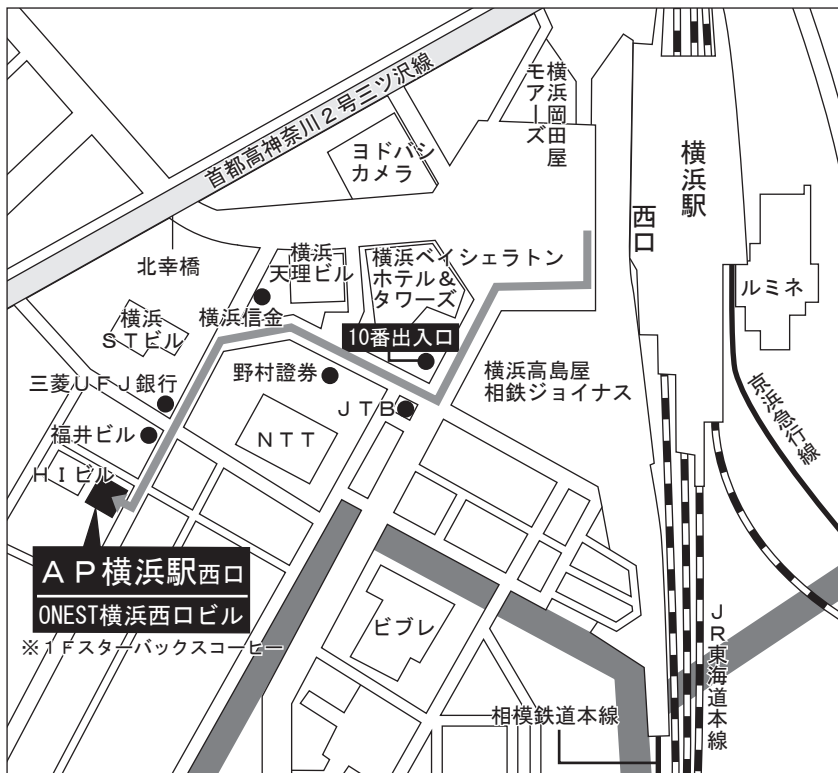 首都高神奈川２号三ツ沢線
横浜岡田屋
モアーズ
ヨドバシ
カメラ
横浜駅
西口
北幸橋
横浜
天理ビル
横浜ベイシェラトン
ホテル＆
タワーズ
ルミネ
横浜信金
横浜
ＳＴビル
10番出入口
野村證券
横浜高島屋
相鉄ジョイナス
三菱ＵＦＪ銀行
ＪＴＢ
京浜急行線
福井ビル
ＮＴＴ
ＨＩビル
ＡＰ横浜駅西口
ONEST横浜西口ビル
※１Ｆスターバックスコーヒー
ビブレ
ＪＲ東海道本線
相模鉄道本線